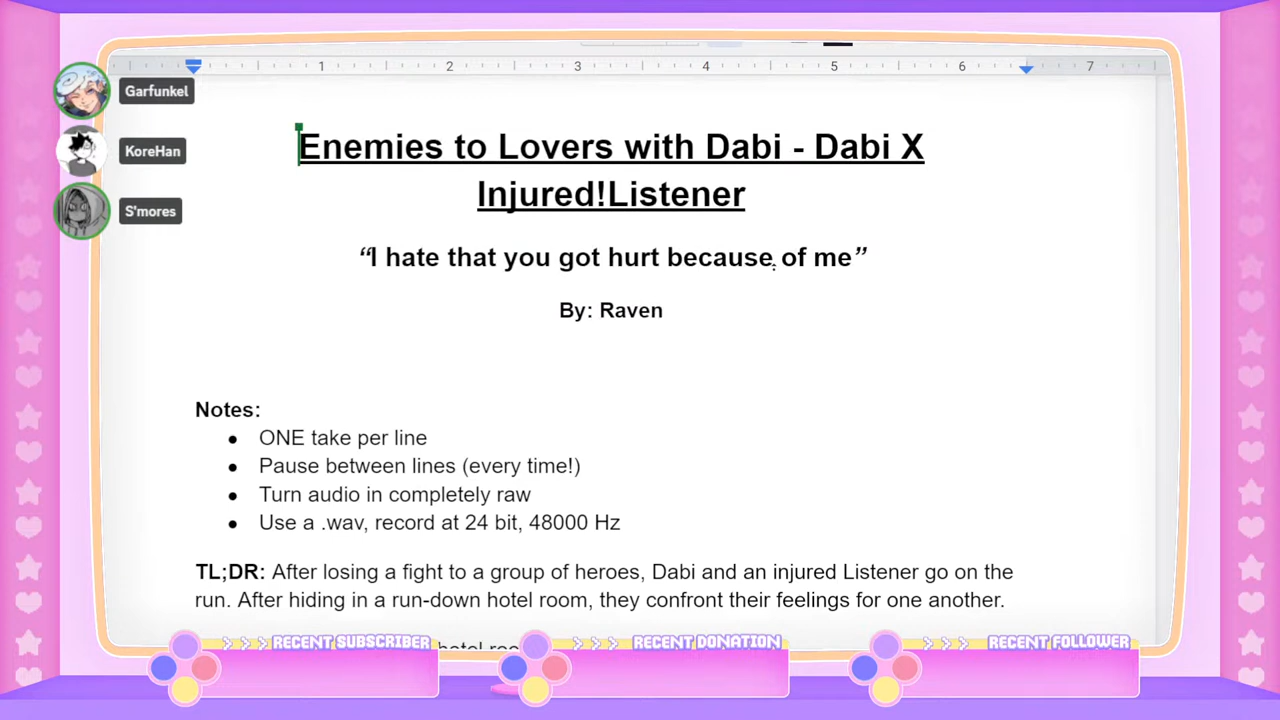 1 2 3 4 5 6 7
Garfunkel
KoreHan
S'mores
Enemies to Lovers with Dabi - Dabi X
Injured!Listener
“I hate that you got hurt because of me”
By: Raven
Notes:
● ONE take per line
● Pause between lines (every time!)
● Turn audio in completely raw
● Use a .wav, record at 24 bit, 48000 Hz
TL;DR: After losing a fight to a group of heroes, Dabi and an injured Listener go on the
run. After hiding in a run-down hotel room, they confront their feelings for one another.
> > > RECENT SUBSCRIBER
> > > RECENT DONATION
> > > RECENT FOLLOWER